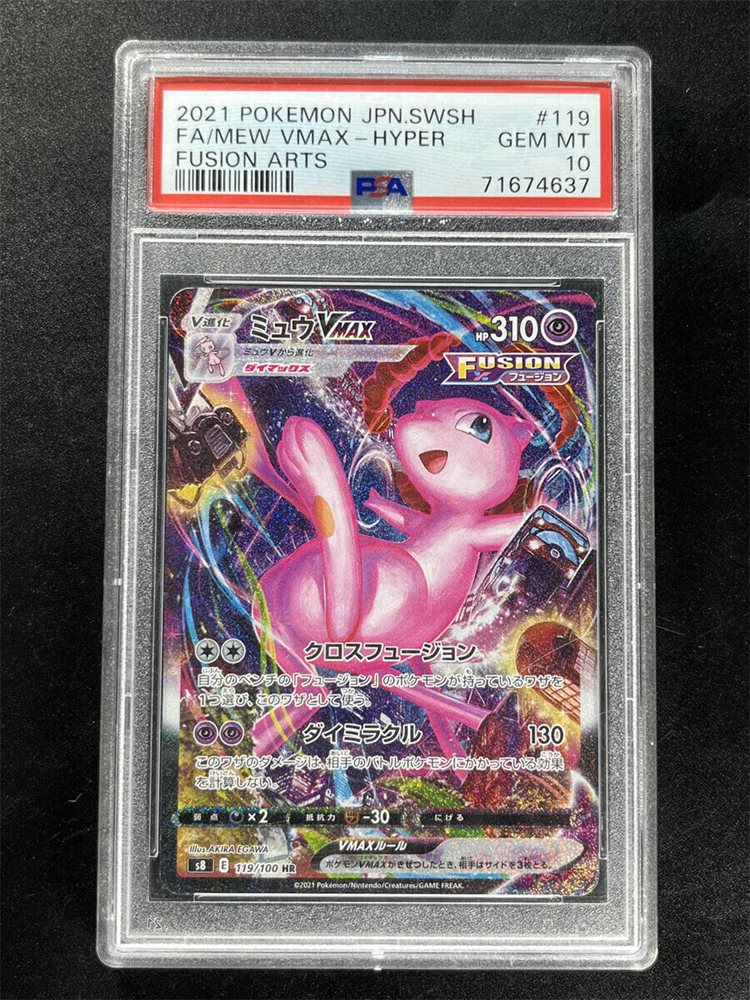 2021 POKEMON JPN.SWSH #119
FA/MEW VMAX-HYPER GEM MT
FUSION ARTS 10
PSA 71674637
V進化 ミュウVMAX HP310
ミュウVから進化
ダイマックス
FUSION
フュージョン
クロスフュージョン
自分のベンチの「フュージョン」のポケモンが持っているワザを
1つ選び、このワザとして使う。
ダイミラクル 130
このワザのダメージは、相手のバトルポケモンにかかっている効果
を計算しない。
弱点 ×2 抵抗力 -30 にげる
Illus. AKIRA EGAWA
VMAXルール
ポケモンVMAXがきぜつしたとき、相手はサイドを3枚とる。
s8 E 119/100 HR
©2021 Pokémon/Nintendo/Creatures/GAME FREAK.